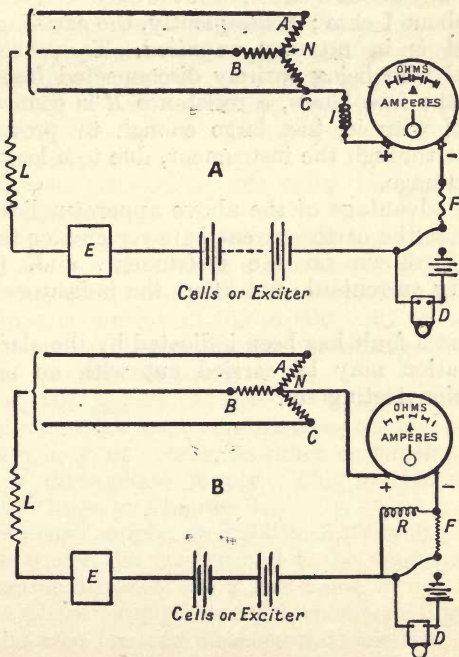 A
N
B
C
OHMS
AMPERES
+
I
A
L
F
E
Cells or Exciter
D
A
N
B
C
OHMS
AMPERES
+ -
B
L
R F
E
Cells or Exciter
D